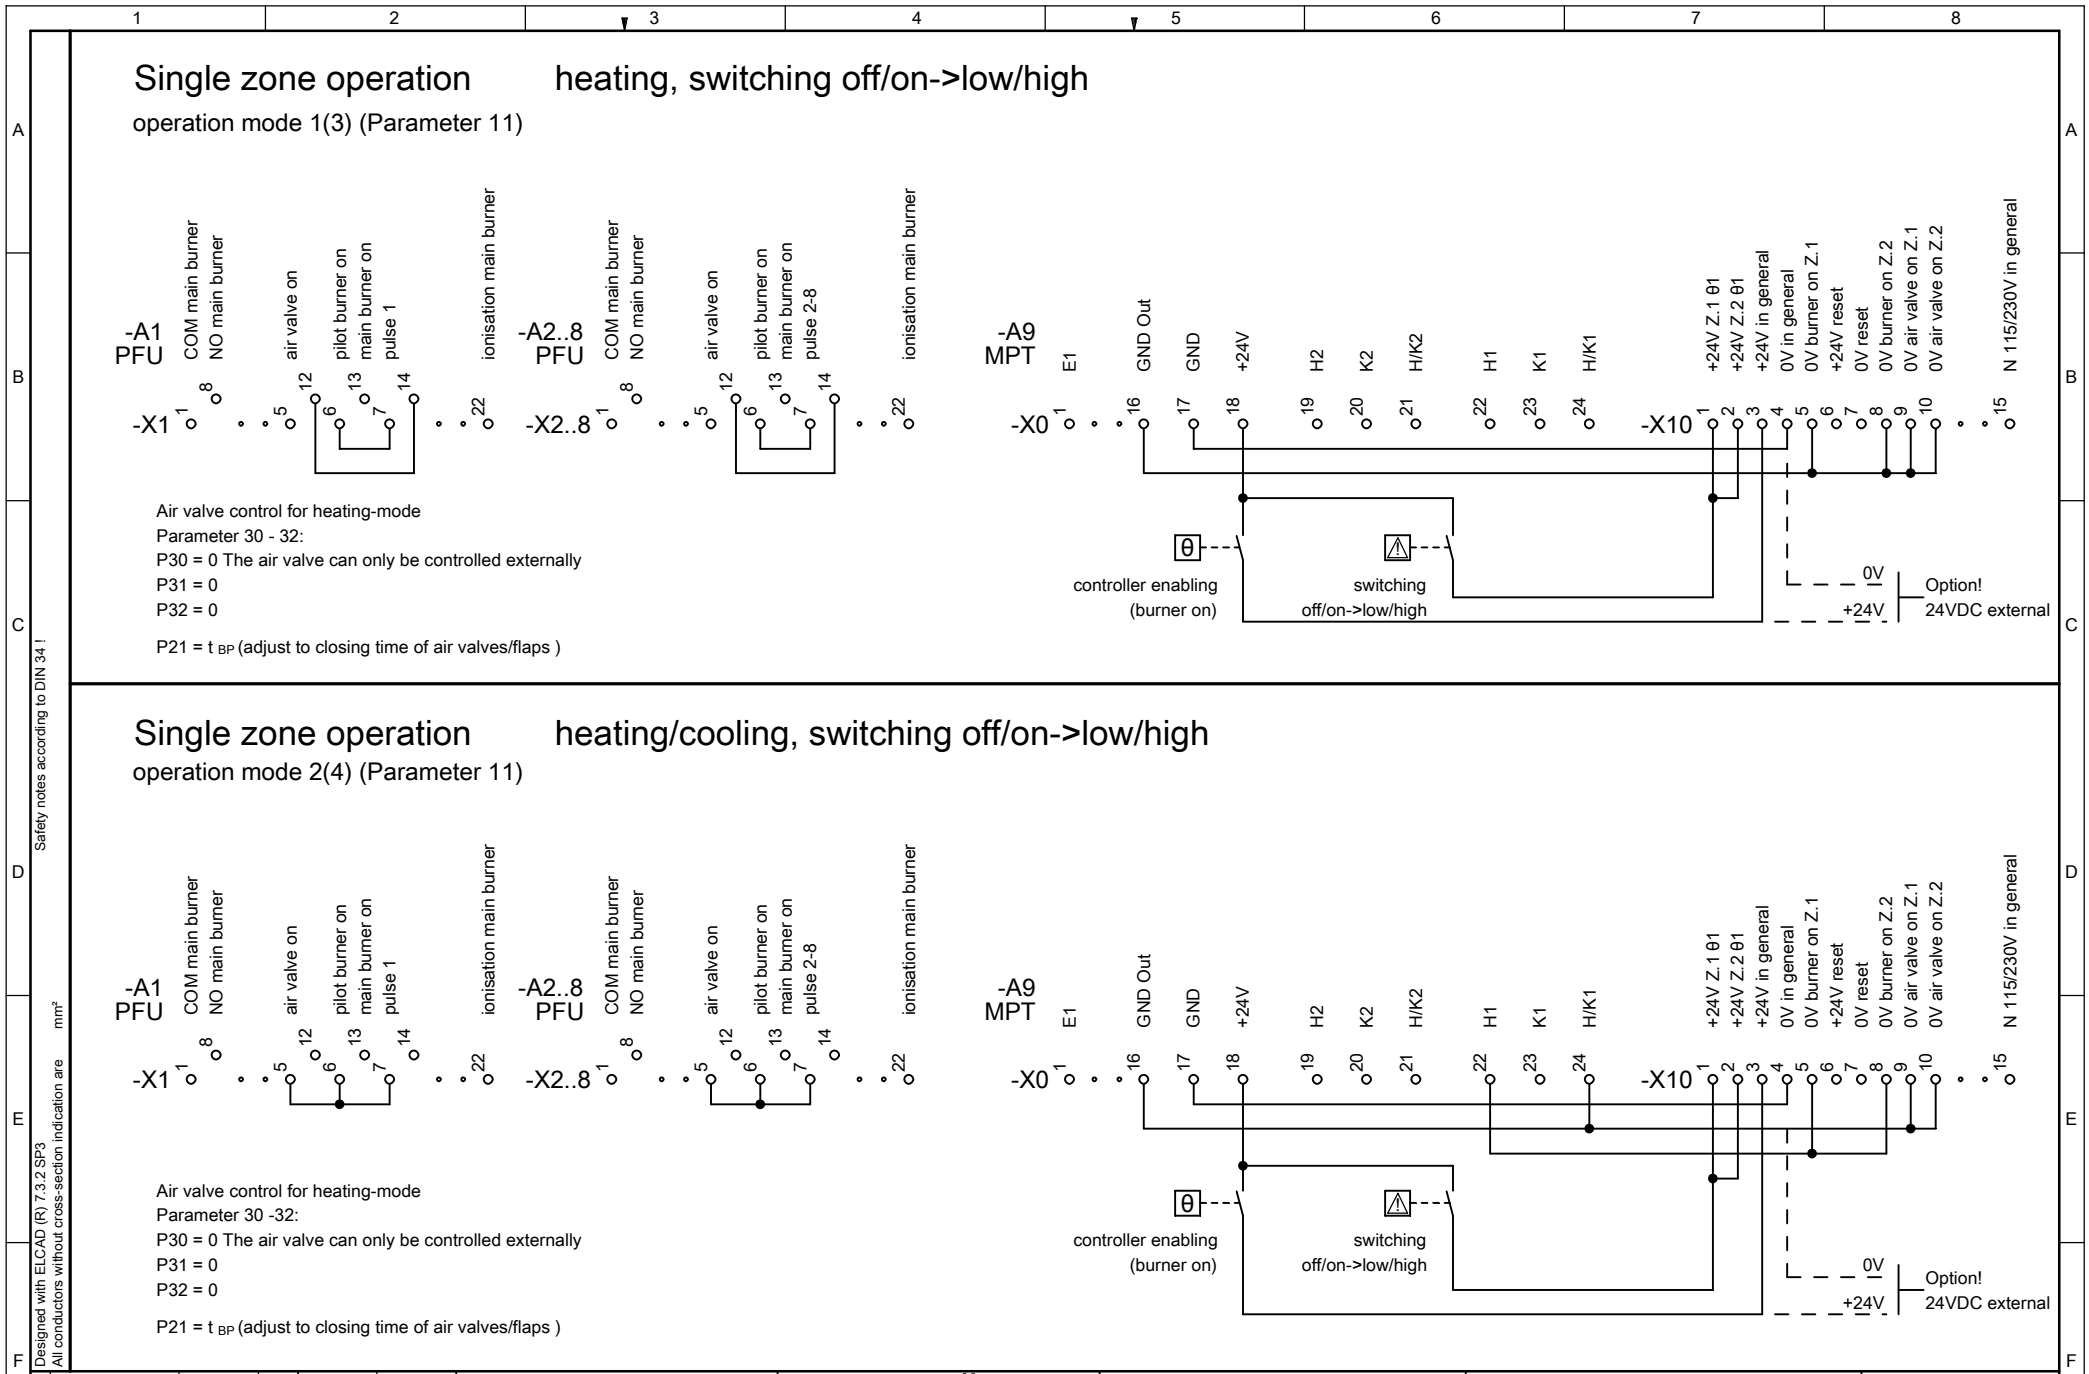 1 2 3 4 5 6 7 8
Single zone operation heating, switching off/on->low/high
operation mode 1(3) (Parameter 11)
A A
B B
C C
D D
E E
F F
-A1
PFU
COM main burner
NO main burner
air valve on
pilot burner on
main burner on
pulse 1
ionisation main burner
-X1 1 8 5 12 6 13 7 14 22
-A2..8
PFU
COM main burner
NO main burner
air valve on
pilot burner on
main burner on
pulse 2-8
ionisation main burner
-X2..8 1 8 5 12 6 13 7 14 22
-A9
MPT
E1
GND Out
GND
+24V
H2
K2
H/K2
H1
K1
H/K1
-X0 1 16 17 18 19 20 21 22 23 24
+24V Z.1 θ1
+24V Z.2 θ1
+24V in general
0V in general
0V burner on Z.1
+24V reset
0V reset
0V burner on Z.2
0V air valve on Z.1
0V air valve on Z.2
N 115/230V in general
-X10 1 2 3 4 5 6 7 8 9 10 15
Air valve control for heating-mode
Parameter 30 - 32:
P30 = 0 The air valve can only be controlled externally
P31 = 0
P32 = 0
P21 = t BP (adjust to closing time of air valves/flaps )
θ
controller enabling
(burner on)
!
switching
off/on->low/high
0V
+24V
Option!
24VDC external
Single zone operation heating/cooling, switching off/on->low/high
operation mode 2(4) (Parameter 11)
-A1
PFU
COM main burner
NO main burner
air valve on
pilot burner on
main burner on
pulse 1
ionisation main burner
-X1 1 8 5 12 6 13 7 14 22
-A2..8
PFU
COM main burner
NO main burner
air valve on
pilot burner on
main burner on
pulse 2-8
ionisation main burner
-X2..8 1 8 5 12 6 13 7 14 22
-A9
MPT
E1
GND Out
GND
+24V
H2
K2
H/K2
H1
K1
H/K1
-X0 1 16 17 18 19 20 21 22 23 24
+24V Z.1 θ1
+24V Z.2 θ1
+24V in general
0V in general
0V burner on Z.1
+24V reset
0V reset
0V burner on Z.2
0V air valve on Z.1
0V air valve on Z.2
N 115/230V in general
-X10 1 2 3 4 5 6 7 8 9 10 15
Air valve control for heating-mode
Parameter 30 -32:
P30 = 0 The air valve can only be controlled externally
P31 = 0
P32 = 0
P21 = t BP (adjust to closing time of air valves/flaps )
θ
controller enabling
(burner on)
!
switching
off/on->low/high
0V
+24V
Option!
24VDC external
Safety notes according to DIN 34 !
Designed with ELCAD (R) 7.3.2 SP3
All conductors without cross-section indication are mm²